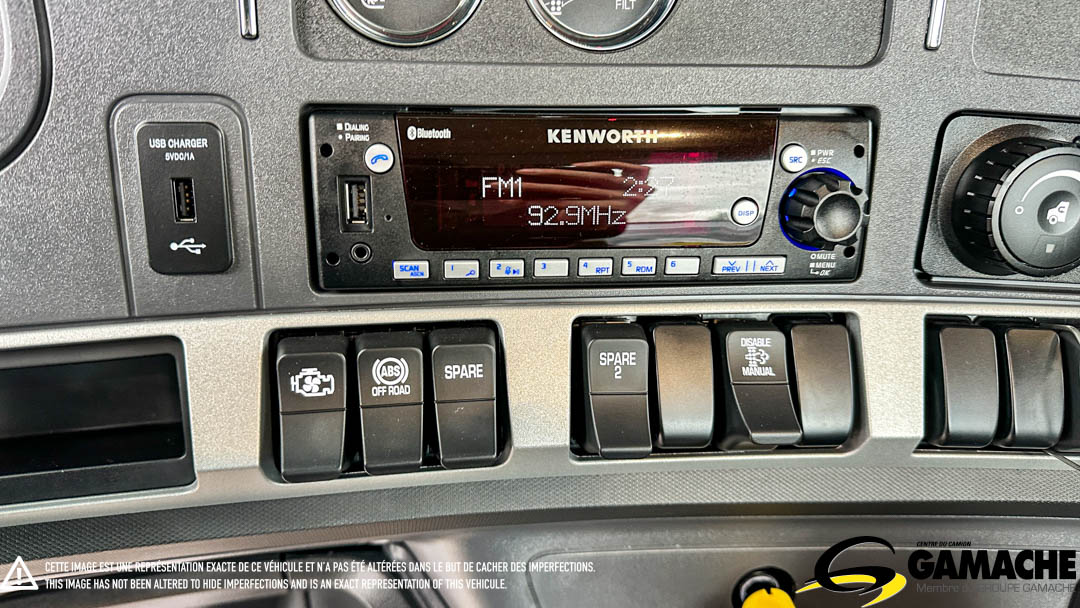 FILT
USB CHARGER
5VDC/1A
DIALING
PAIRING
Bluetooth
KENWORTH
SRC
PWR
ESC
FM1
92.9MHz
DISP
MUTE
MENU
OK
SCAN
1
2
3
4 RPT
5 RDM
6
PREV
NEXT
ABS
OFF ROAD
SPARE
SPARE
2
DISABLE
MANUAL
CETTE IMAGE EST UNE REPRÉSENTATION EXACTE DE CE VÉHICULE ET N'A PAS ÉTÉ ALTÉRÉES DANS LE BUT DE CACHER DES IMPERFECTIONS.
THIS IMAGE HAS NOT BEEN ALTERED TO HIDE IMPERFECTIONS AND IS AN EXACT REPRESENTATION OF THIS VEHICLE.
CENTRE DU CAMION
GAMACHE
Membre du GROUPE GAMACHE